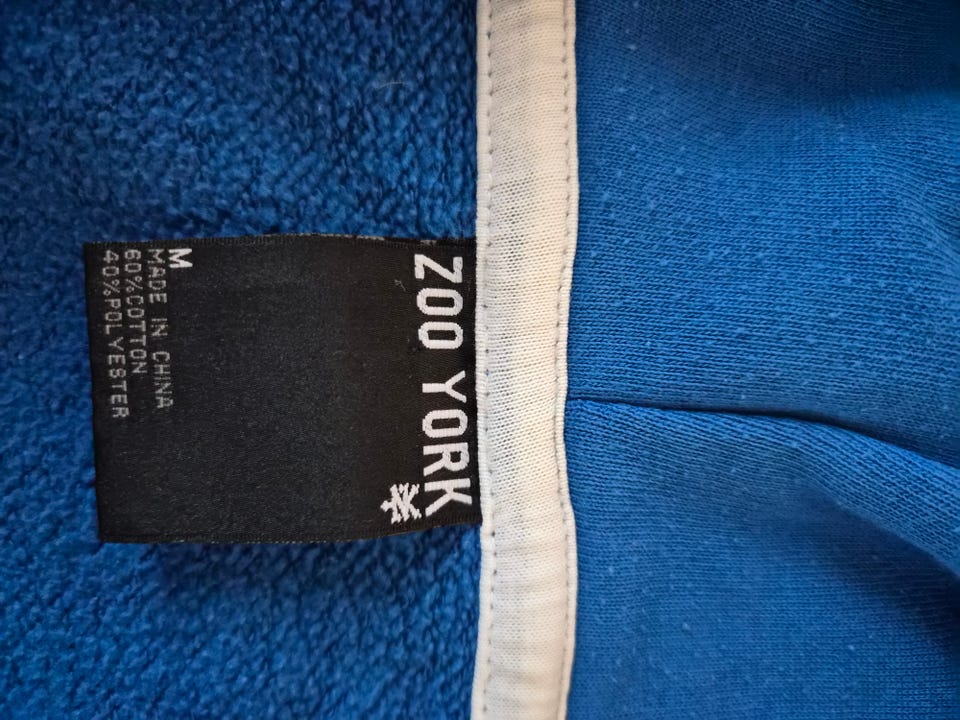 ZOO YORK
M
MADE IN CHINA
60%COTTON
40%POLYESTER